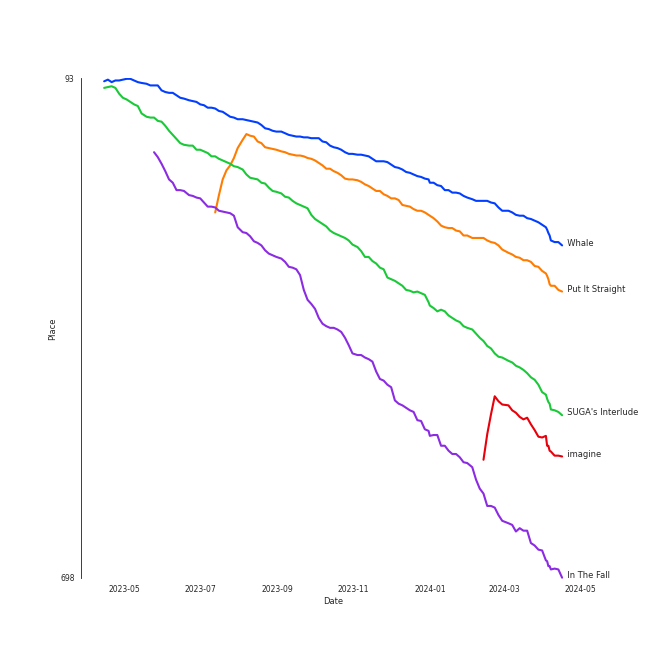 93
Whale
Put It Straight
Place
SUGA's Interlude
imagine
In The Fall
698
2023-05
2023-07
2023-09
2023-11
2024-01
2024-03
2024-05
Date